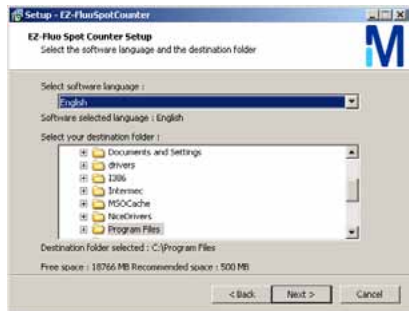 Setup - EZ-FluoSpotCounter
EZ-Fluo Spot Counter Setup
Select the software language and the destination folder
M
Select software language :
English
Software selected language : English
Select your destination folder :
Documents and Settings
drivers
I386
Intermec
MSOCache
NiceDrivers
Program Files
Destination folder selected : C:\Program Files
Free space : 18766 MB Recommended space : 500 MB
< Back
Next >
Cancel